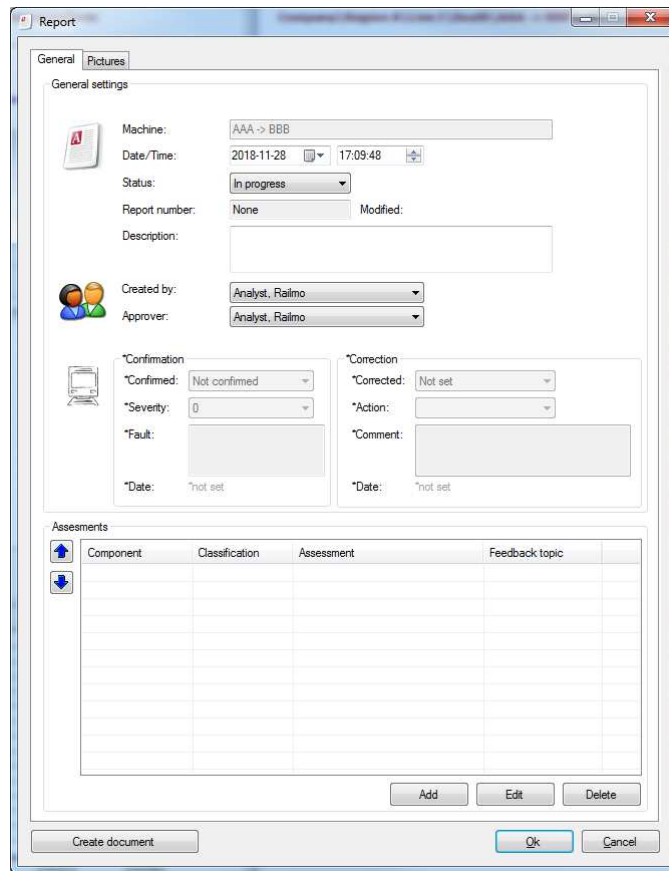 Report
General Pictures
General settings
Machine: AAA -> BBB
Date/Time: 2018-11-28 17:09:48
Status: In progress
Report number: None Modified:
Description:
Created by: Analyst, Railmo
Approver: Analyst, Railmo
*Confirmation *Correction
*Confirmed: Not confirmed *Corrected: Not set
*Severity: 0 *Action:
*Fault: *Comment:
*Date: *not set *Date: *not set
Assesments
Component Classification Assessment Feedback topic
Add Edit Delete
Create document Ok Cancel